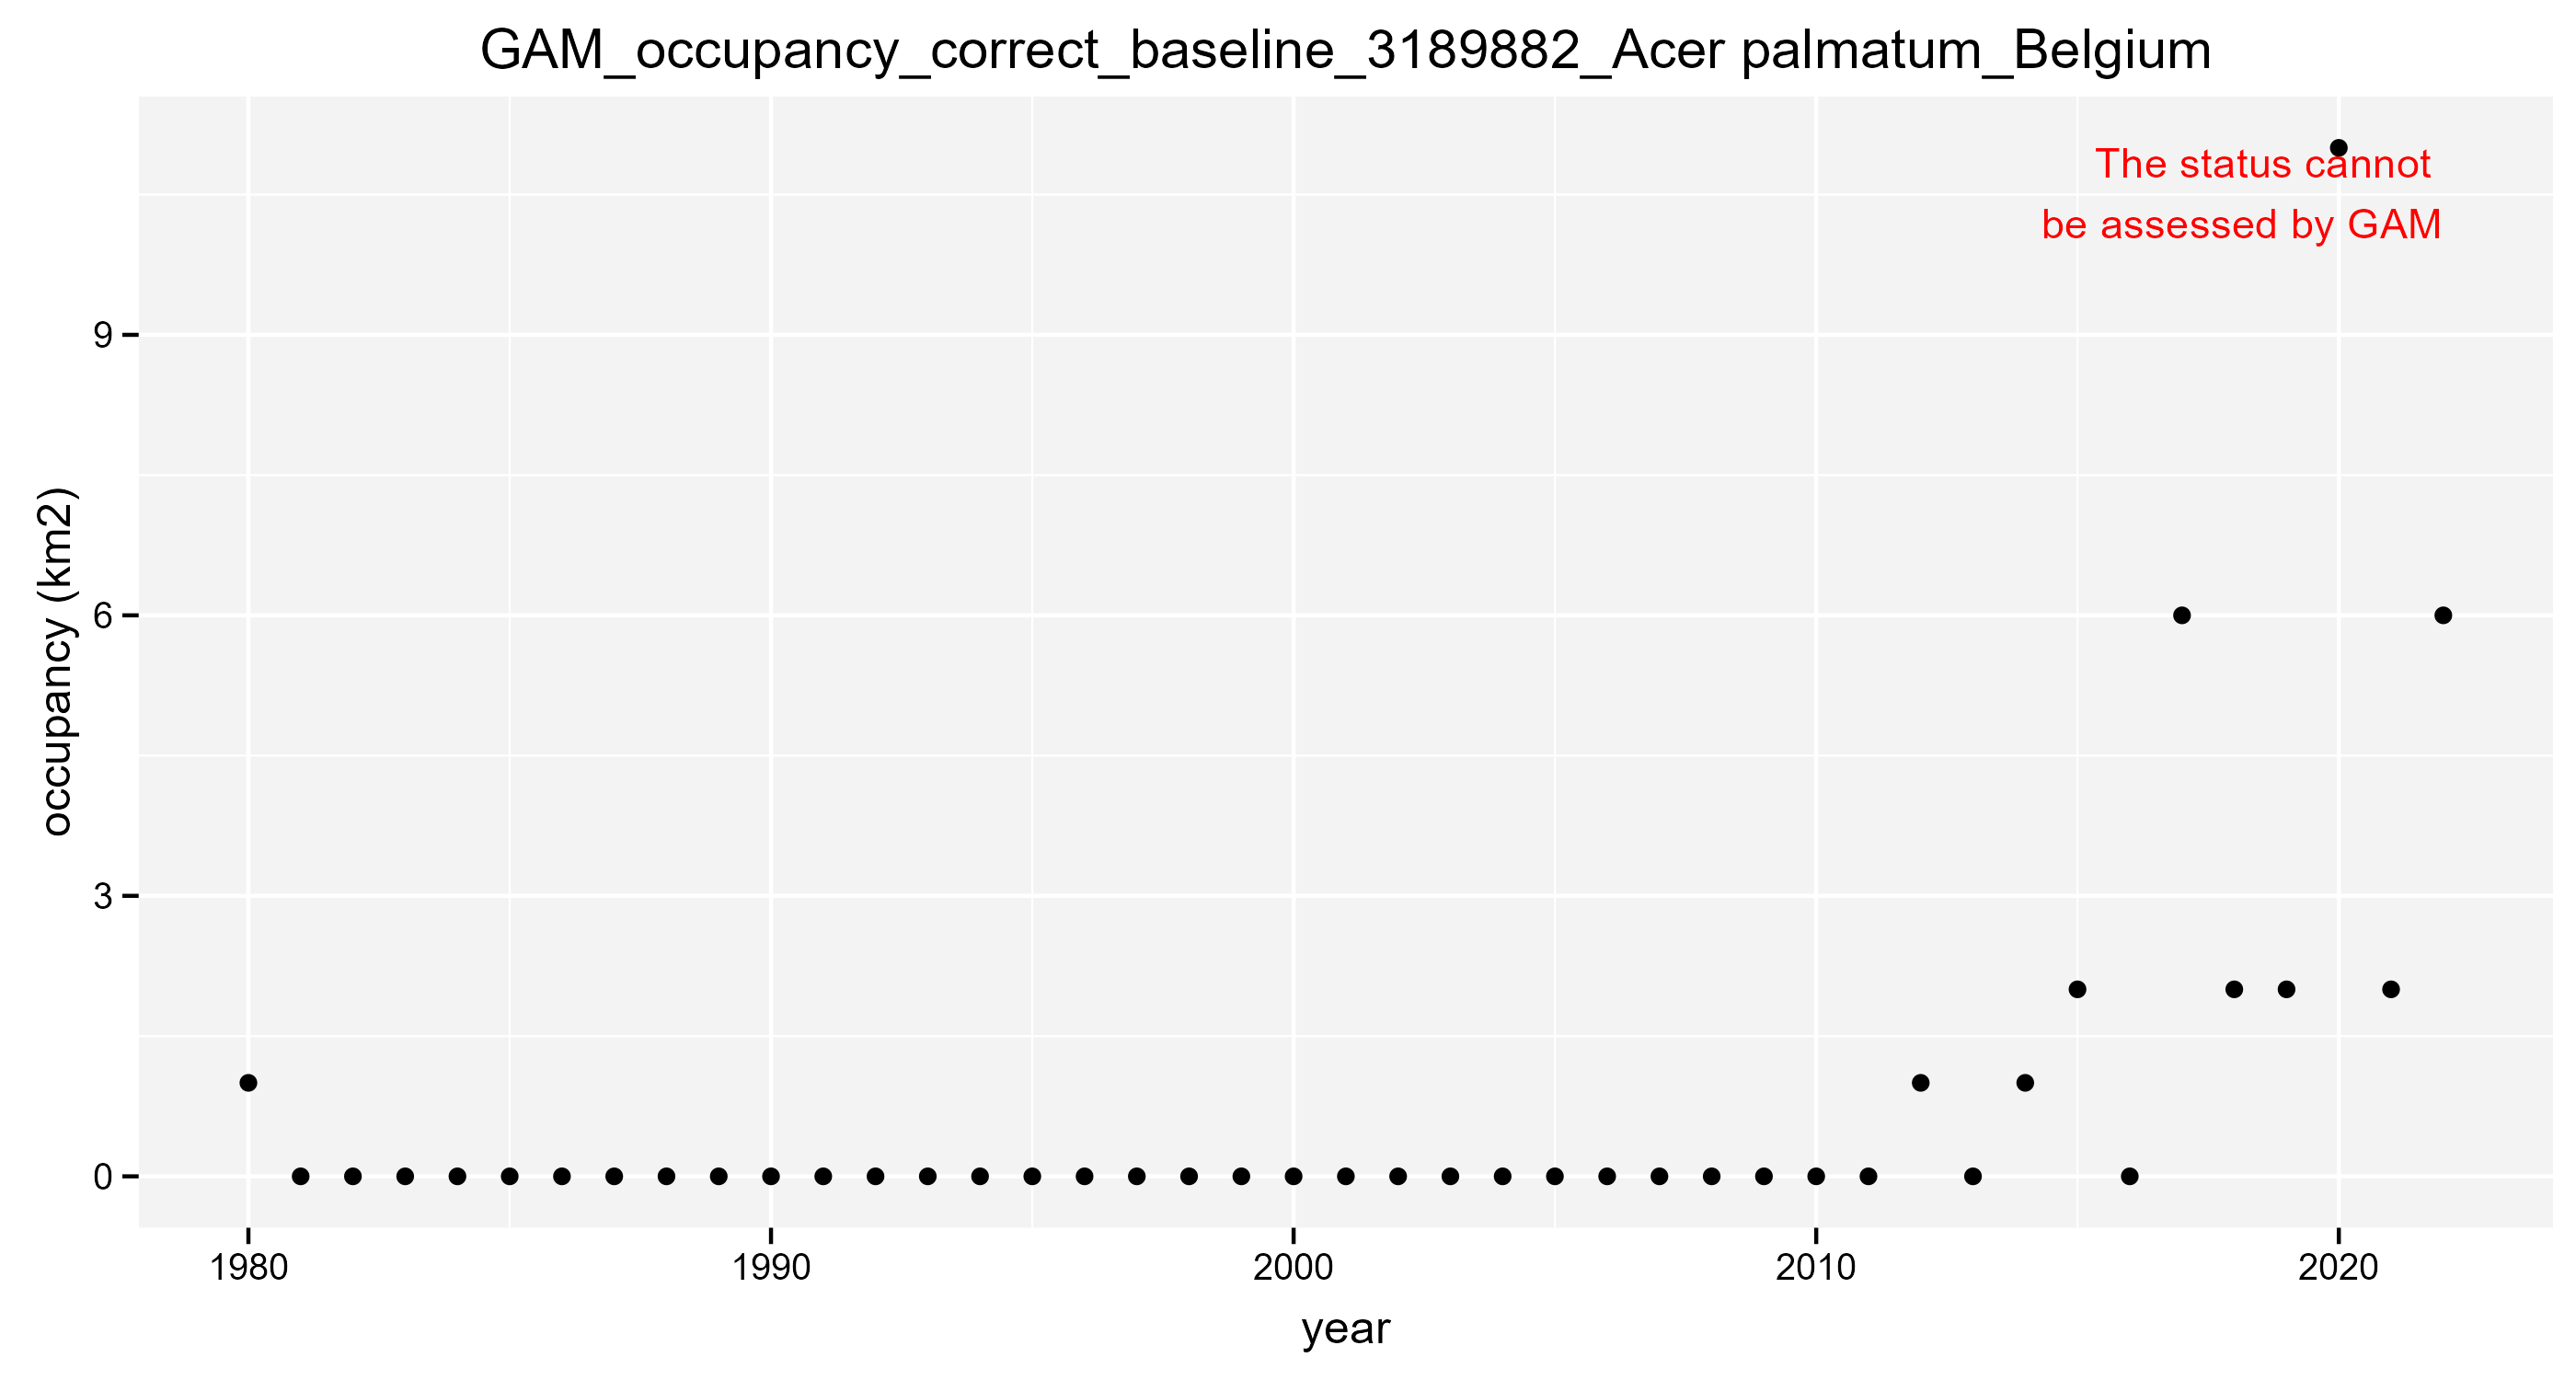 GAM_occupancy_correct_baseline_3189882_Acer palmatum_Belgium
The status cannot
be assessed by GAM
occupancy (km2)
9
6
3
0
1980 1990 2000 2010 2020
year